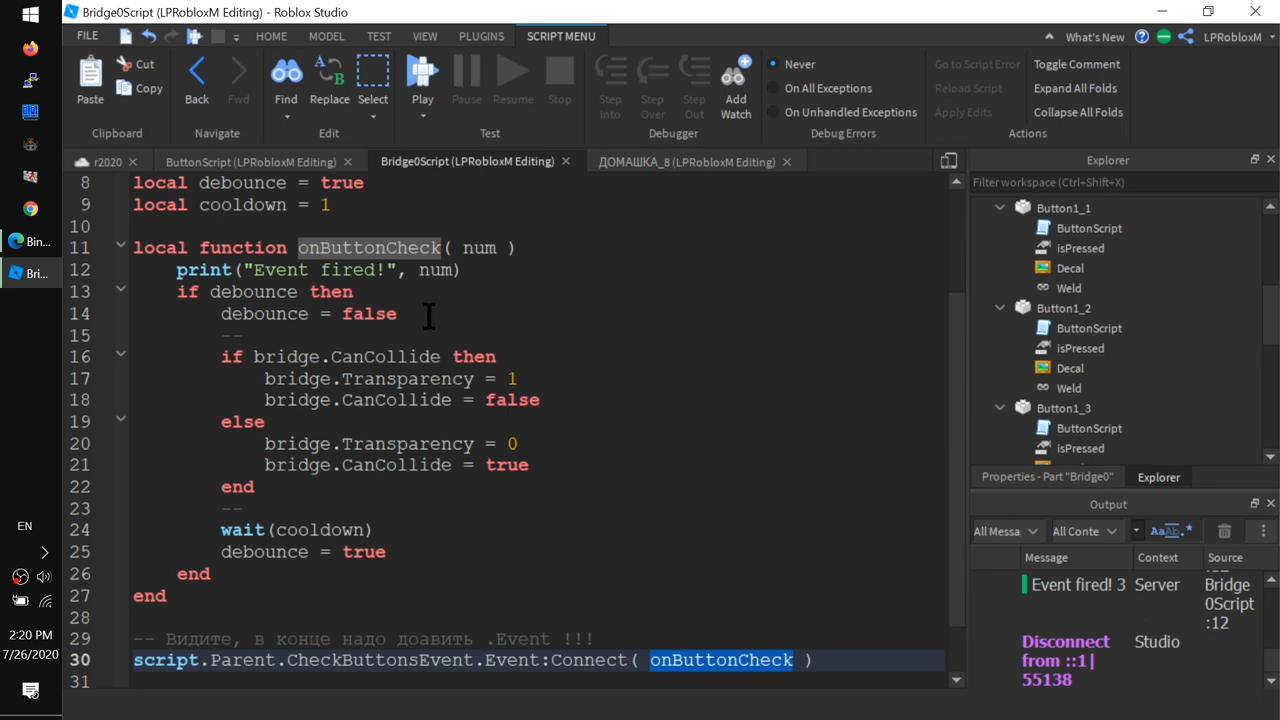 Bridge0Script (LPRobloxM Editing) - Roblox Studio
FILE HOME MODEL TEST VIEW PLUGINS SCRIPT MENU What's New LPRobloxM
Paste Cut Copy Back Fwd Find Replace Select Play Pause Resume Stop Step Into Step Over Step Out Add Watch
Never
On All Exceptions
On Unhandled Exceptions
Go to Script Error
Reload Script
Apply Edits
Toggle Comment
Expand All Folds
Collapse All Folds
Clipboard Navigate Edit Test Debugger Debug Errors Actions
r2020 ButtonScript (LPRobloxM Editing) Bridge0Script (LPRobloxM Editing) ДОМАШКА_8 (LPRobloxM Editing)
8 local debounce = true
9 local cooldown = 1
10
11 local function onButtonCheck( num )
12 print("Event fired!", num)
13 if debounce then
14 debounce = false
15 --
16 if bridge.CanCollide then
17 bridge.Transparency = 1
18 bridge.CanCollide = false
19 else
20 bridge.Transparency = 0
21 bridge.CanCollide = true
22 end
23 --
24 wait(cooldown)
25 debounce = true
26 end
27 end
28
29 -- Видите, в конце надо доавить .Event !!!
30 script.Parent.CheckButtonsEvent.Event:Connect( onButtonCheck )
31
Explorer
Filter workspace (Ctrl+Shift+X)
Button1_1
ButtonScript
isPressed
Decal
Weld
Button1_2
ButtonScript
isPressed
Decal
Weld
Button1_3
ButtonScript
isPressed
Properties - Part "Bridge0" Explorer
Output
All Messa All Conte AaAb.*
Message Context Source
Event fired! 3 Server Bridge
0Script
:12
Disconnect Studio
from ::1|
55138
Bin...
Bri...
EN
2:20 PM
7/26/2020